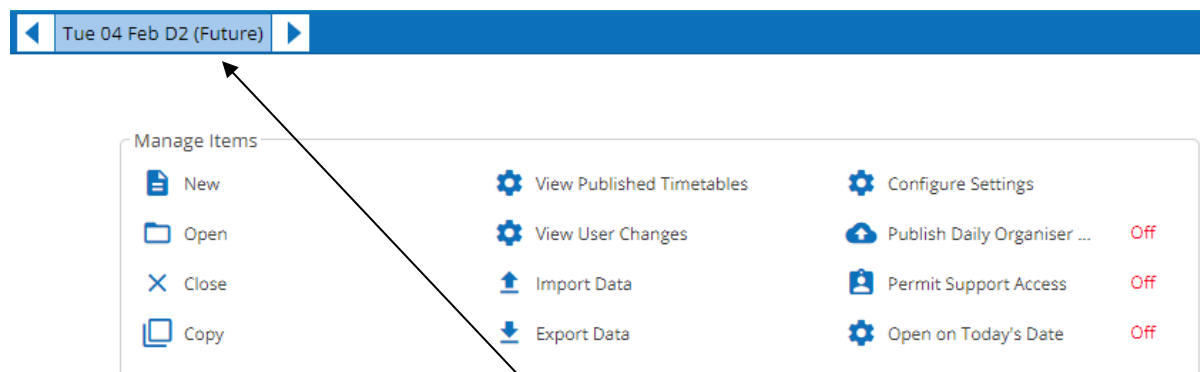 Tue 04 Feb D2 (Future)
Manage Items
New
View Published Timetables
Configure Settings
Open
View User Changes
Publish Daily Organiser ...
Off
Close
Import Data
Permit Support Access
Off
Copy
Export Data
Open on Today's Date
Off